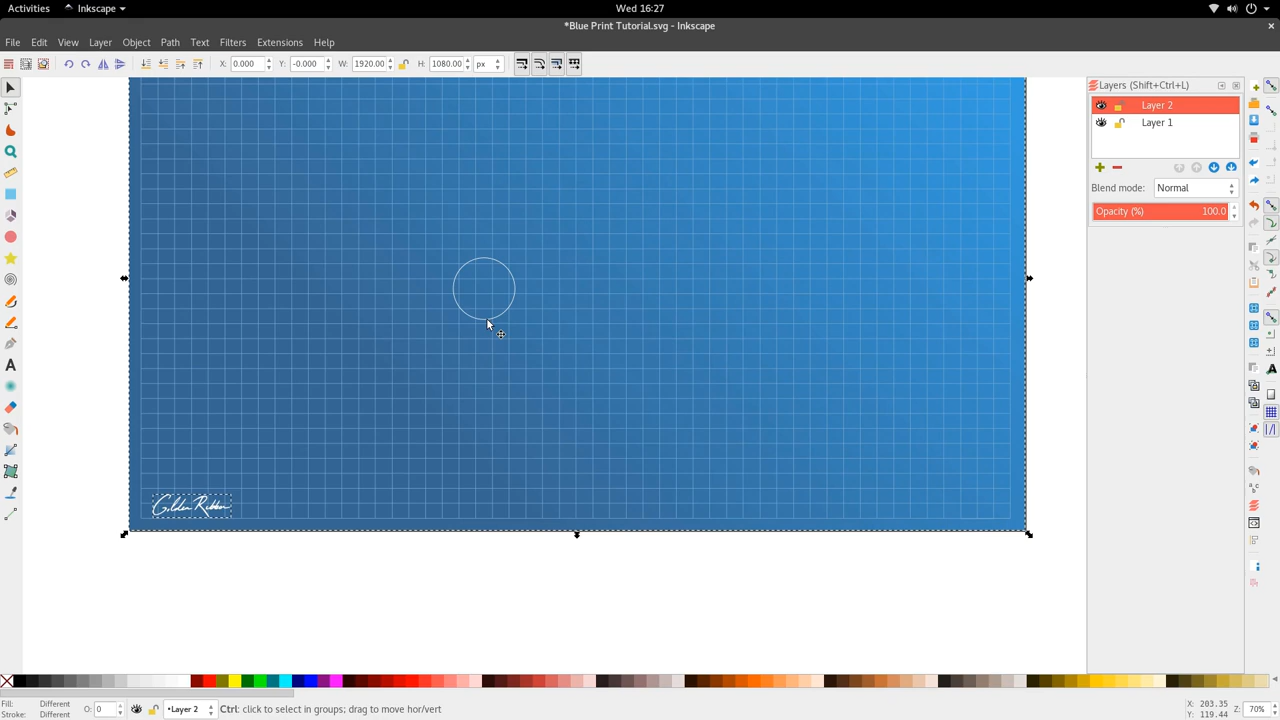 Activities
Inkscape
Wed 16:27
*Blue Print Tutorial.svg - Inkscape
File Edit View Layer Object Path Text Filters Extensions Help
X: 0.000 Y: -0.000 W: 1920.00 H: 1080.00 px
Layers (Shift+Ctrl+L)
Layer 2
Layer 1
Blend mode: Normal
Opacity (%) 100.0
Golden Ribbon
Fill: Different
Stroke: Different
O: 0
•Layer 2
Ctrl: click to select in groups; drag to move hor/vert
X: 203.35
Y: 119.44
Z: 70%